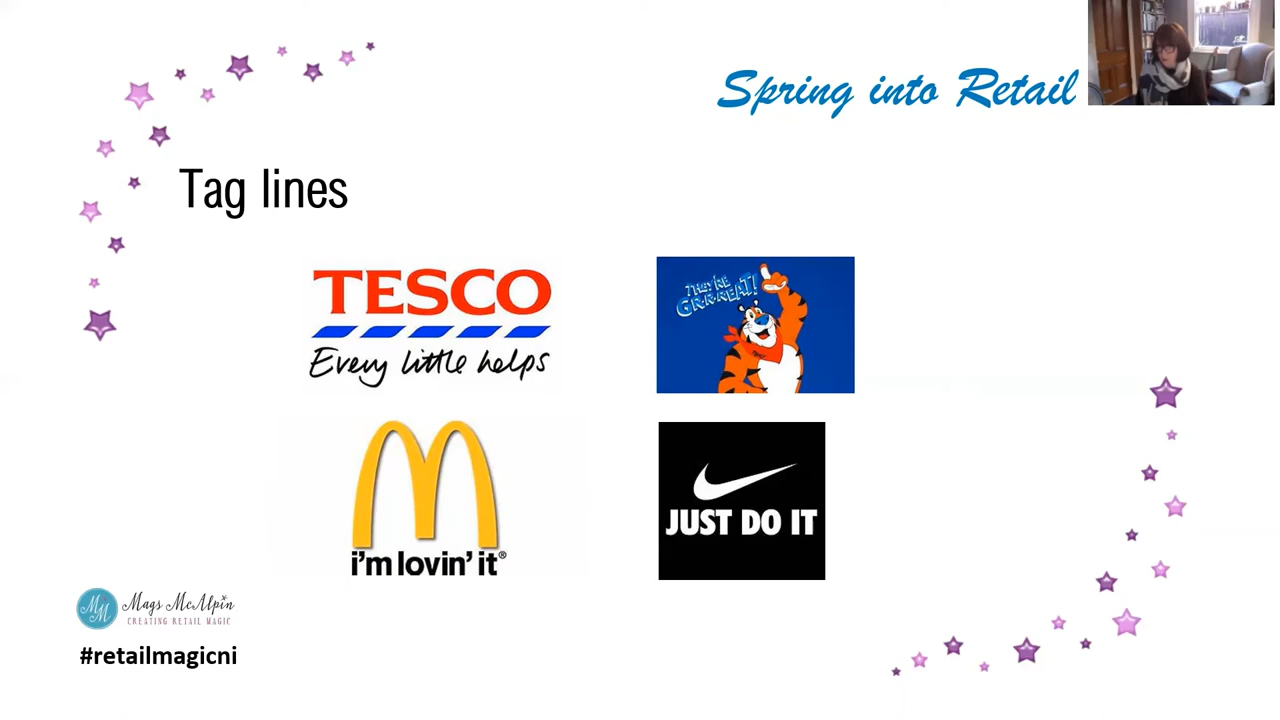 Spring into Retail
Tag lines
TESCO
Every little helps
THEY'RE
GR-R-REAT!
i'm lovin' it®
JUST DO IT
MM
Mags McAlpin
CREATING RETAIL MAGIC
#retailmagicni